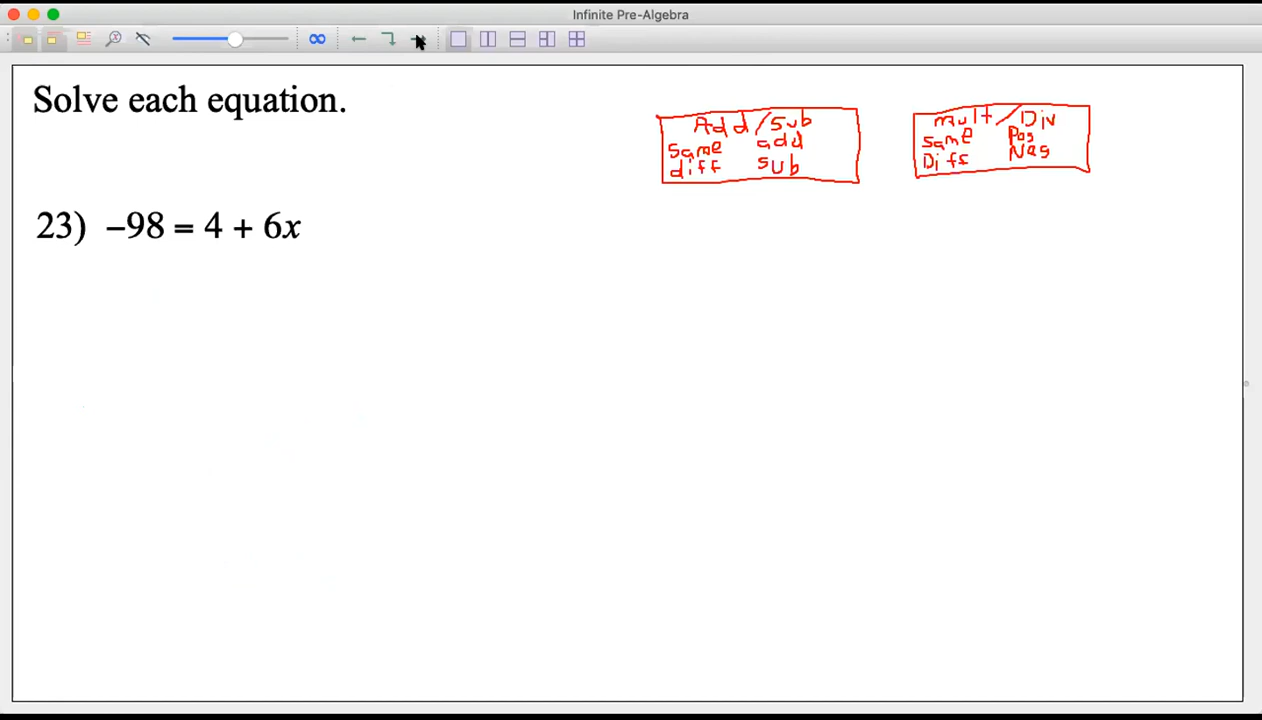 Infinite Pre-Algebra
Solve each equation.
Add/Sub
same add
diff sub
mult/Div
same Pos
Diff Neg
23) −98 = 4 + 6x